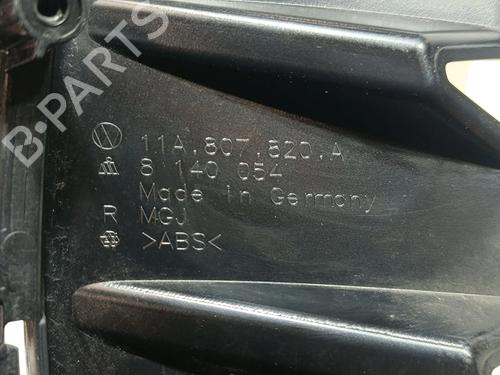 11A.807.820.A
8 140 054
Made in Germany
R MGJ
>ABS<
B-PARTS